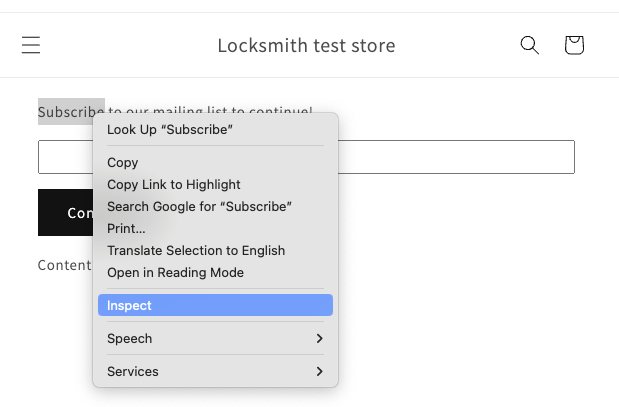 Locksmith test store
Subscribe to our mailing list to continue!
Look Up “Subscribe”
Copy
Copy Link to Highlight
Search Google for “Subscribe”
Print...
Translate Selection to English
Open in Reading Mode
Inspect
Speech
Services
Con
Content